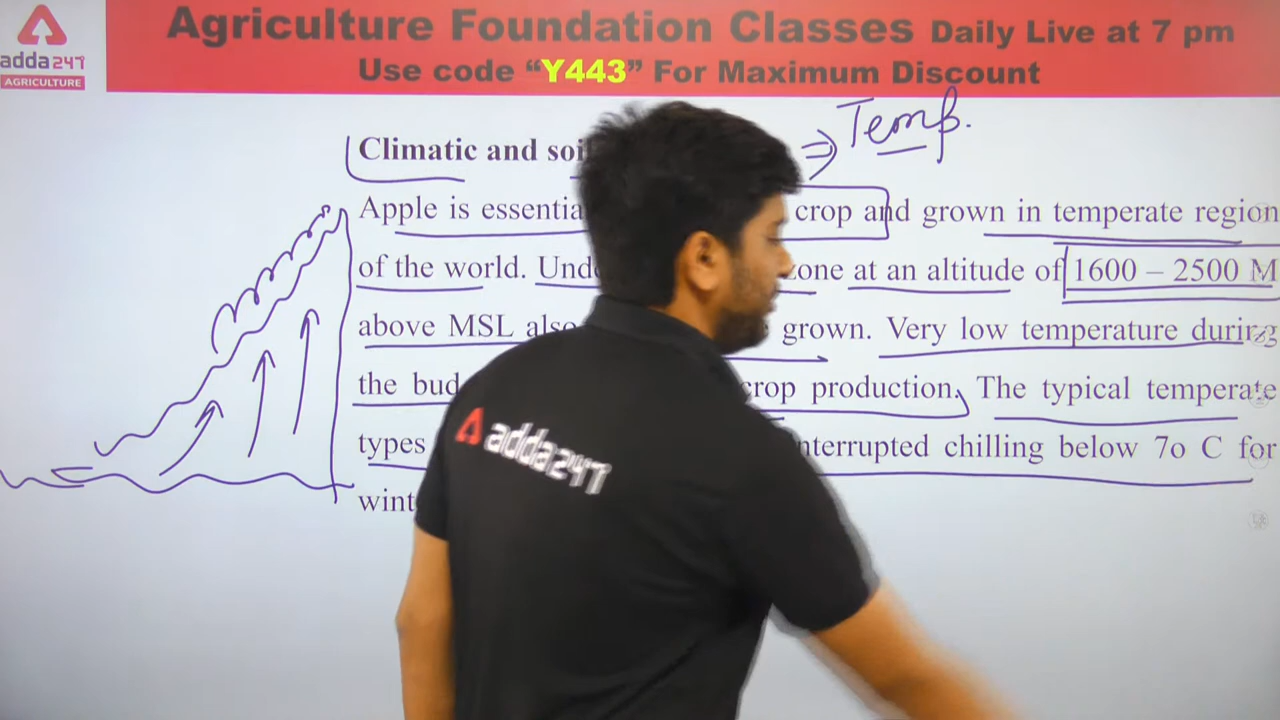 Agriculture Foundation Classes Daily Live at 7 pm
adda247
AGRICULTURE
Use code “Y443” For Maximum Discount
⇒ Temp.
Climatic and soi
Apple is essentia crop and grown in temperate region
of the world. Und zone at an altitude of 1600 – 2500 M
above MSL also grown. Very low temperature during
the bud crop production. The typical temperate
types nterrupted chilling below 7o C for
wint
adda247